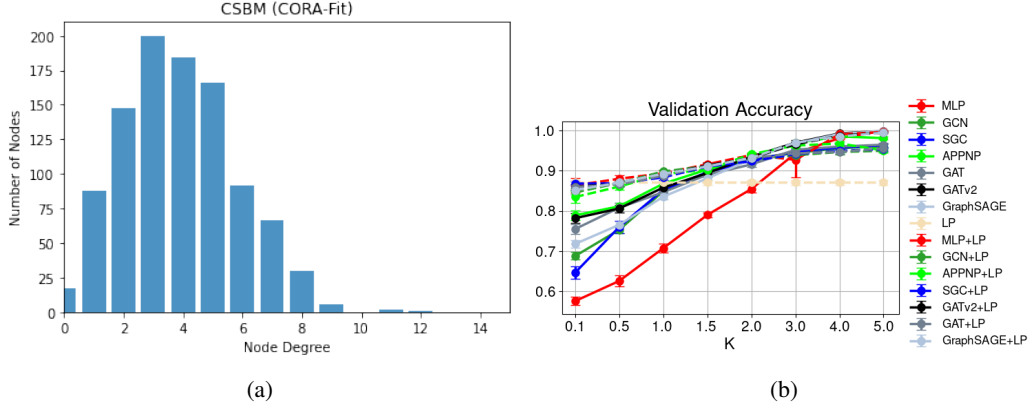 CSBM (CORA-Fit)
200
175
150
125
100
75
50
25
0
Number of Nodes
0 2 4 6 8 10 12 14
Node Degree
(a)
Validation Accuracy
1.0
0.9
0.8
0.7
0.6
0.1 0.5 1.0 1.5 2.0 3.0 4.0 5.0
K
MLP
GCN
SGC
APPNP
GAT
GATv2
GraphSAGE
LP
MLP+LP
GCN+LP
APPNP+LP
SGC+LP
GATv2+LP
GAT+LP
GraphSAGE+LP
(b)